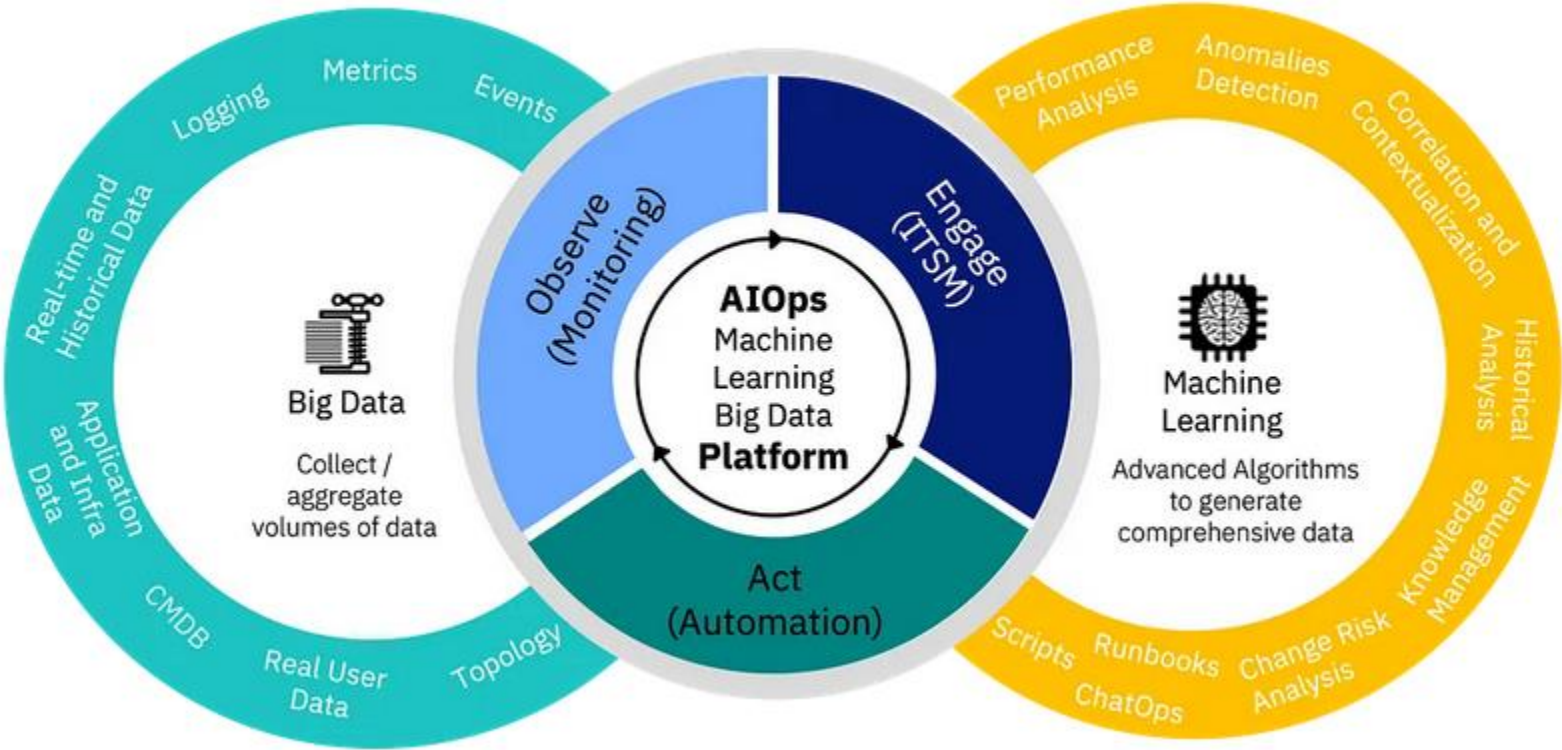 Events
Metrics
Logging
Real-time and
Historical Data
Application
and Infra
Data
CMDB
Real User
Data
Topology
Big Data
Collect /
aggregate
volumes of data
Observe
(Monitoring)
Engage
(ITSM)
Act
(Automation)
AIOps
Machine
Learning
Big Data
Platform
Performance
Analysis
Anomalies
Detection
Correlation and
Contextualization
Historical
Analysis
Knowledge
Management
Change Risk
Analysis
Runbooks
ChatOps
Scripts
Machine
Learning
Advanced Algorithms
to generate
comprehensive data